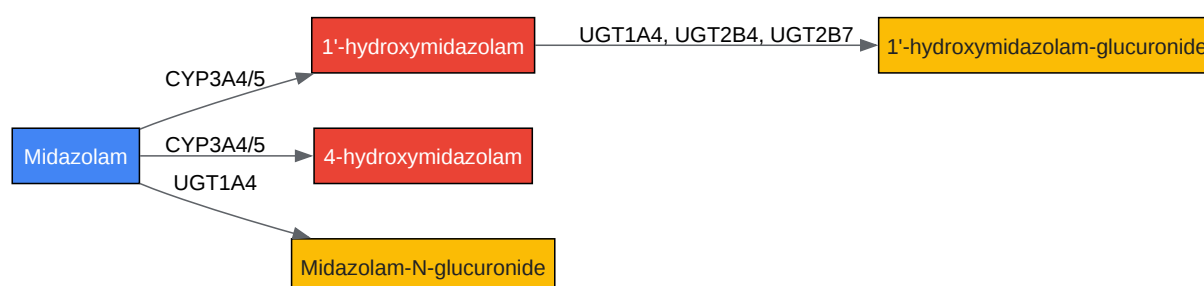 1'-hydroxymidazolam
UGT1A4, UGT2B4, UGT2B7
1'-hydroxymidazolam-glucuronide
CYP3A4/5
Midazolam
CYP3A4/5
4-hydroxymidazolam
UGT1A4
Midazolam-N-glucuronide